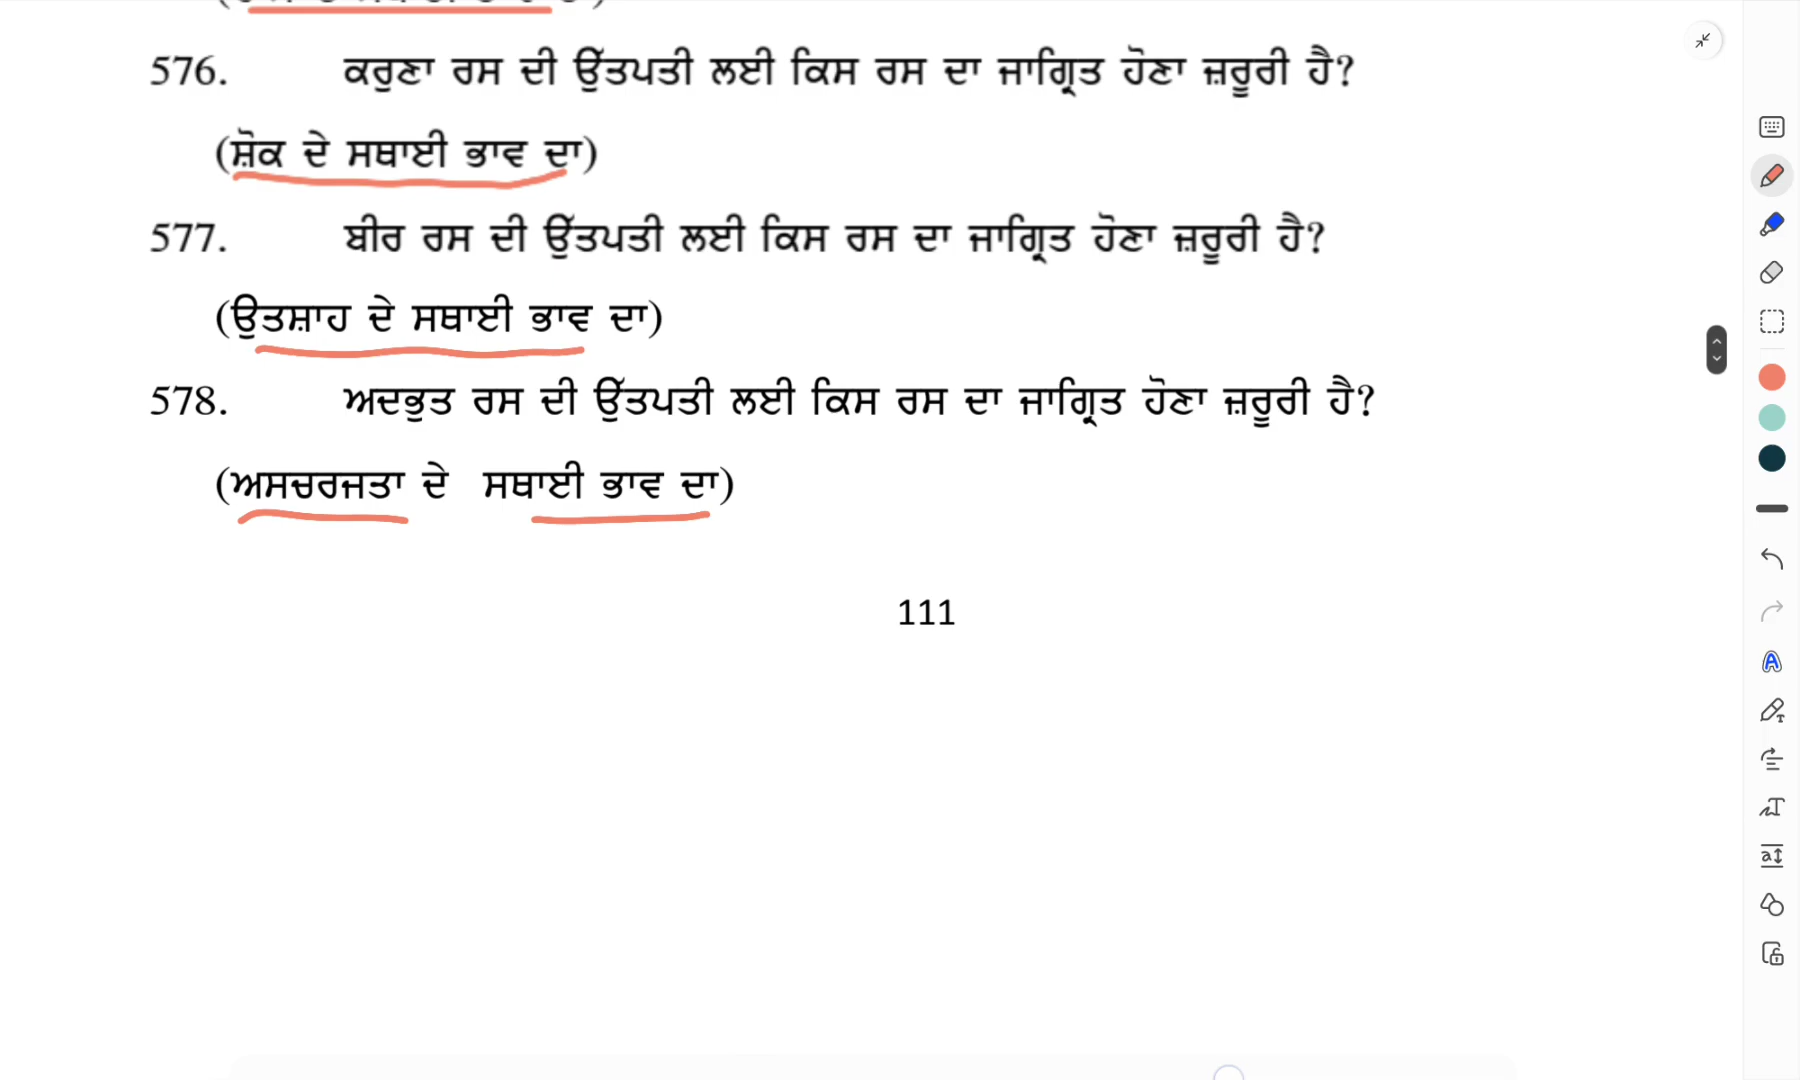 576. ਕਰੁਣਾ ਰਸ ਦੀ ਉੱਤਪਤੀ ਲਈ ਕਿਸ ਰਸ ਦਾ ਜਾਗ੍ਰਿਤ ਹੋਣਾ ਜ਼ਰੂਰੀ ਹੈ?
(ਸ਼ੋਕ ਦੇ ਸਥਾਈ ਭਾਵ ਦਾ)
577. ਬੀਰ ਰਸ ਦੀ ਉੱਤਪਤੀ ਲਈ ਕਿਸ ਰਸ ਦਾ ਜਾਗ੍ਰਿਤ ਹੋਣਾ ਜ਼ਰੂਰੀ ਹੈ?
(ਉਤਸ਼ਾਹ ਦੇ ਸਥਾਈ ਭਾਵ ਦਾ)
578. ਅਦਭੁਤ ਰਸ ਦੀ ਉੱਤਪਤੀ ਲਈ ਕਿਸ ਰਸ ਦਾ ਜਾਗ੍ਰਿਤ ਹੋਣਾ ਜ਼ਰੂਰੀ ਹੈ?
(ਅਸਚਰਜਤਾ ਦੇ ਸਥਾਈ ਭਾਵ ਦਾ)
111